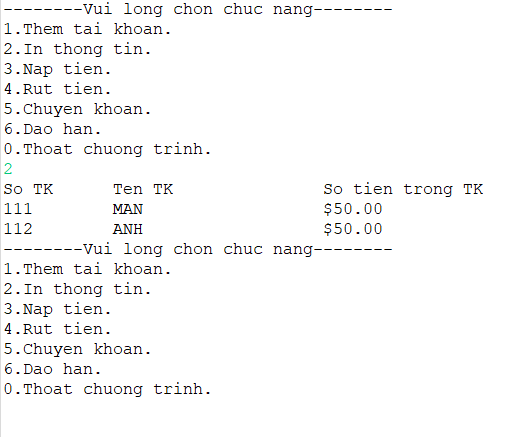 --------Vui long chon chuc nang--------
1.Them tai khoan.
2.In thong tin.
3.Nap tien.
4.Rut tien.
5.Chuyen khoan.
6.Dao han.
0.Thoat chuong trinh.
2
So TK      Ten TK               So tien trong TK
111        MAN                  $50.00
112        ANH                  $50.00
--------Vui long chon chuc nang--------
1.Them tai khoan.
2.In thong tin.
3.Nap tien.
4.Rut tien.
5.Chuyen khoan.
6.Dao han.
0.Thoat chuong trinh.